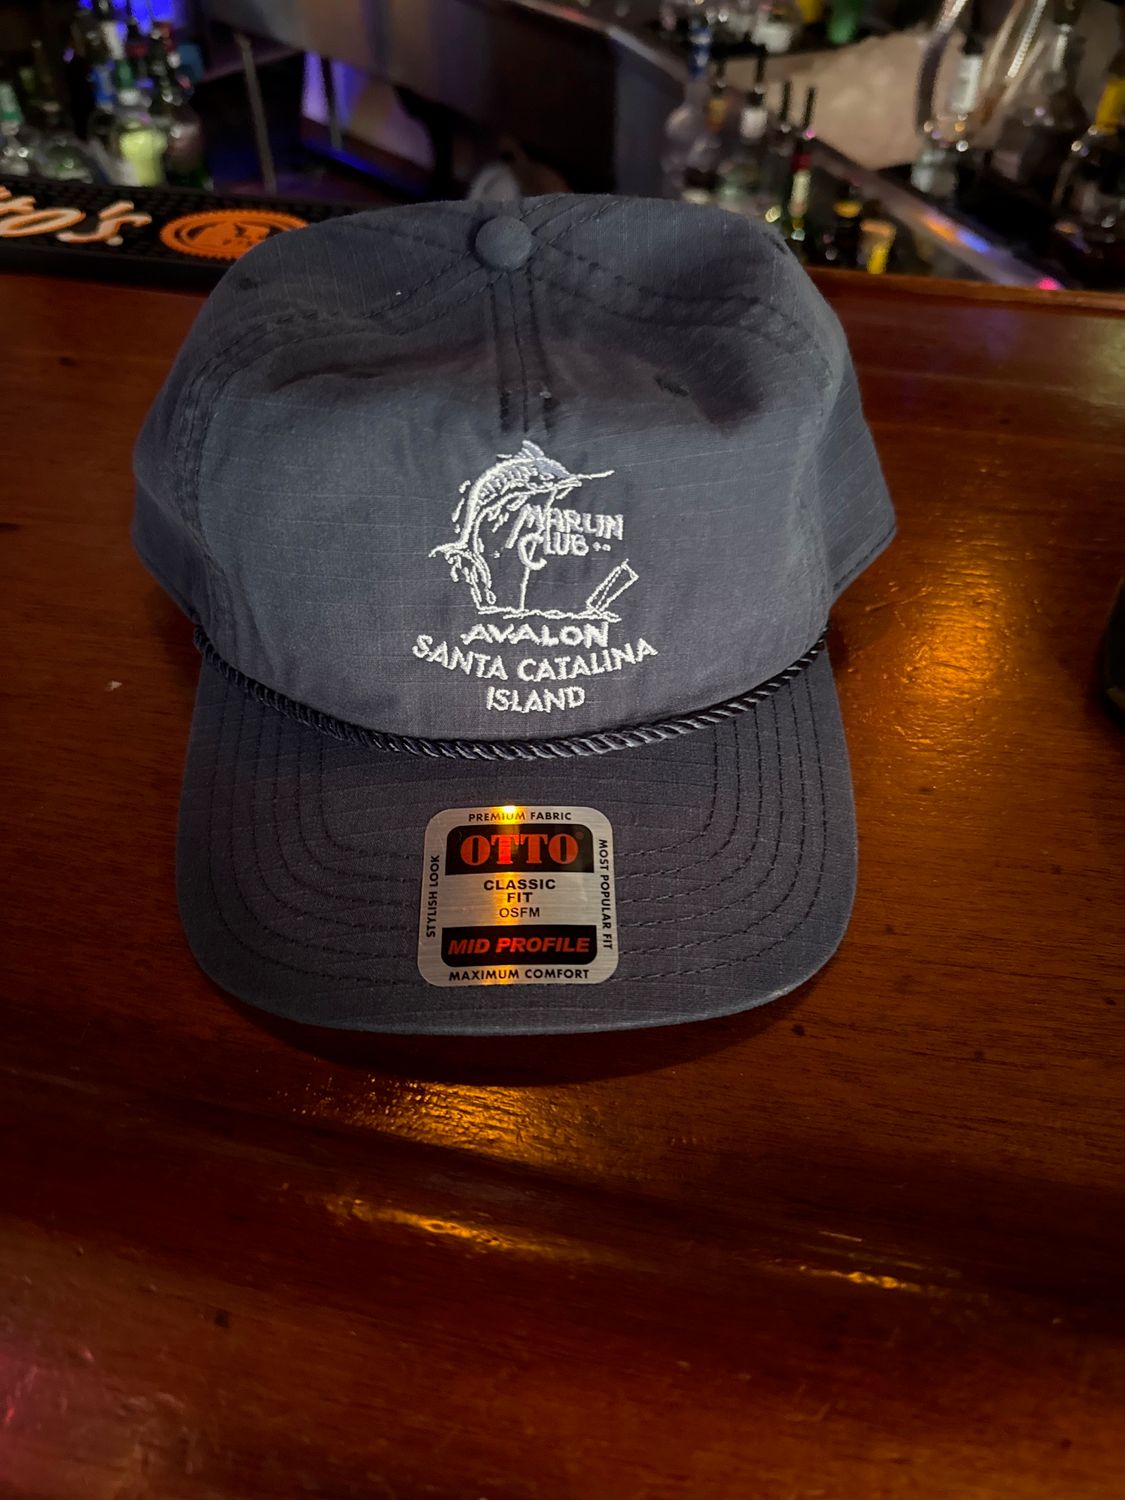 to's
MARLIN
CLUB
AVALON
SANTA CATALINA
ISLAND
PREMIUM FABRIC
OTTO
CLASSIC
FIT
OSFM
MID PROFILE
MAXIMUM COMFORT
STYLISH LOOK
MOST POPULAR FIT